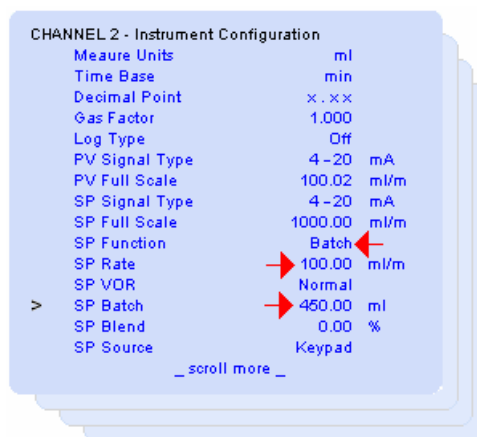 CHANNEL 2 - Instrument Configuration
Meaure Units ml
Time Base min
Decimal Point x . x x
Gas Factor 1.000
Log Type Off
PV Signal Type 4 - 20 mA
PV Full Scale 100.02 ml/m
SP Signal Type 4 - 20 mA
SP Full Scale 1000.00 ml/m
SP Function Batch
SP Rate 100.00 ml/m
SP VOR Normal
> SP Batch 450.00 ml
SP Blend 0.00 %
SP Source Keypad
_ scroll more _